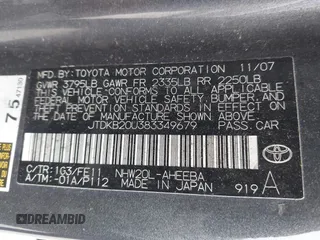 MFD. BY TOYOTA MOTOR CORPORATION 11/07
GVWR 3795LB GAWR FR 2335LB RR 2250LB
THIS VEHICLE CONFORMS TO ALL APPLICABLE
FEDERAL MOTOR VEHICLE SAFETY, BUMPER, AND
THEFT PREVENTION STANDARDS IN EFFECT ON
THE DATE OF MANUFACTURE SHOWN ABOVE.
JTDKB20U383349679 PASS. CAR
C/TR: 1G3/FE11 NHW20L-AHEEBA
A/TM: -01A/P112 MADE IN JAPAN 919 A
75
47150
DREAMBID